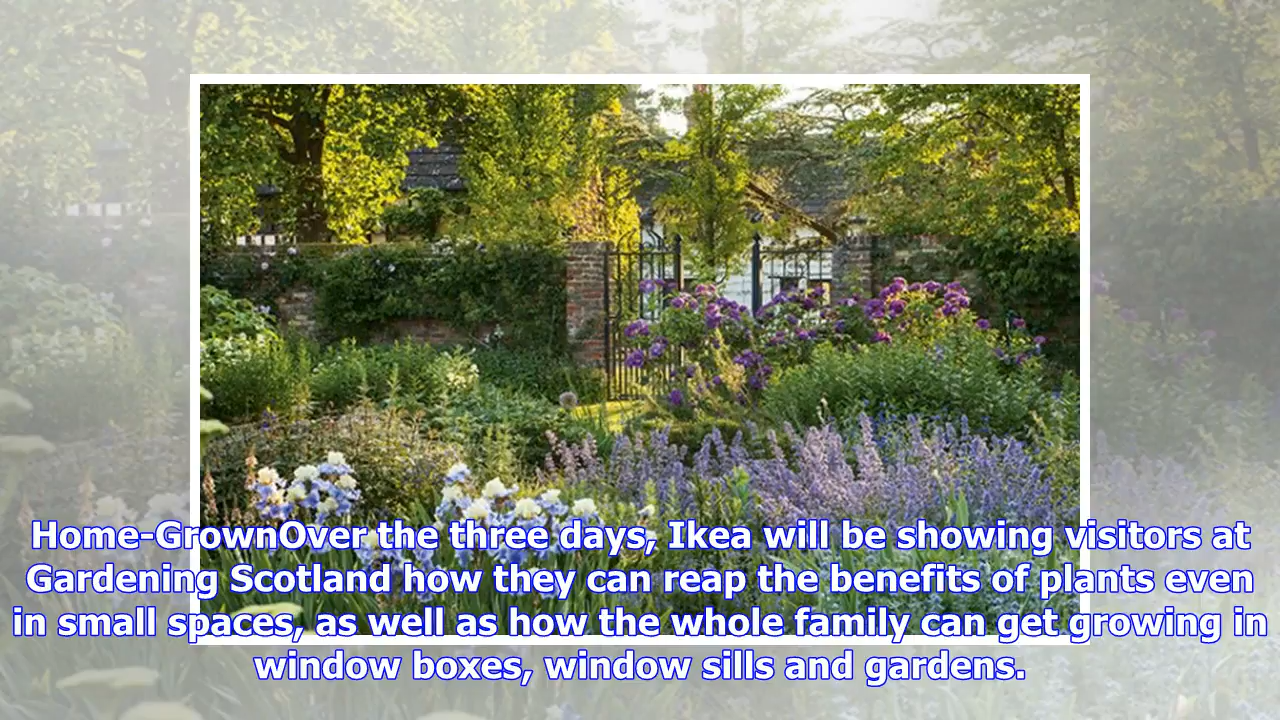 Home-GrownOver the three days, Ikea will be showing visitors at
Gardening Scotland how they can reap the benefits of plants even
in small spaces, as well as how the whole family can get growing in
window boxes, window sills and gardens.